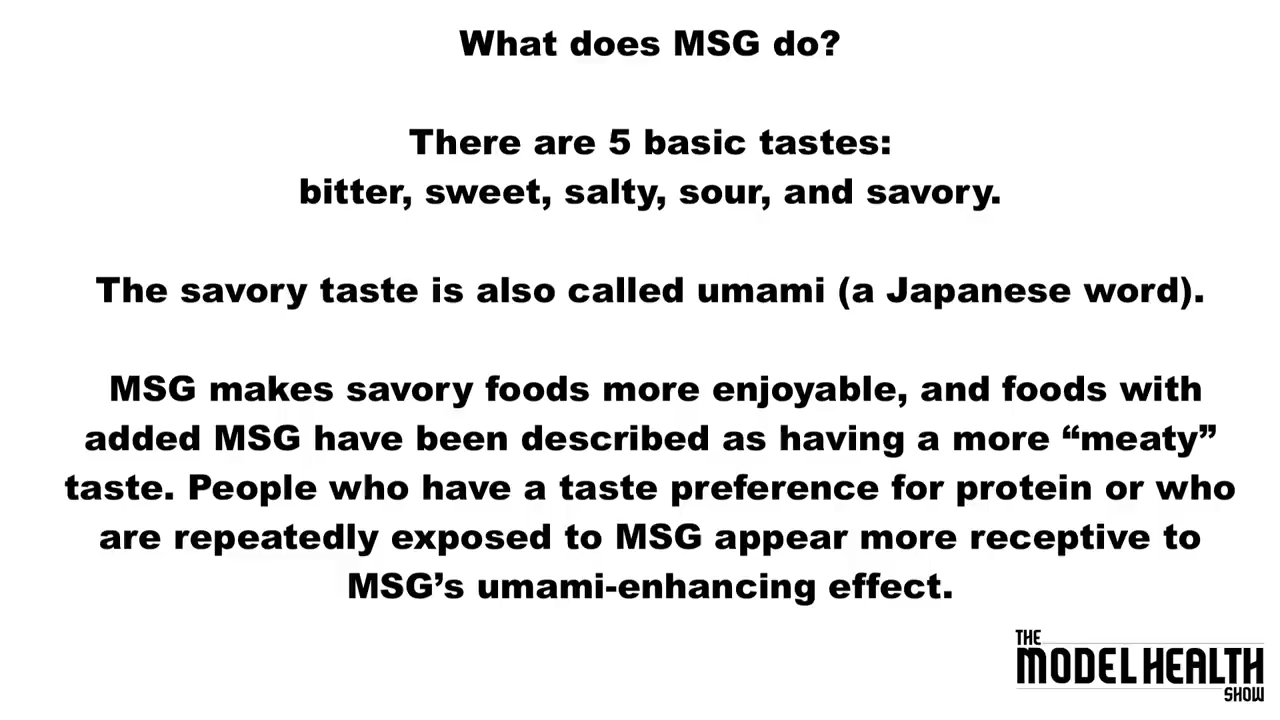 What does MSG do?
There are 5 basic tastes:
bitter, sweet, salty, sour, and savory.
The savory taste is also called umami (a Japanese word).
MSG makes savory foods more enjoyable, and foods with
added MSG have been described as having a more “meaty”
taste. People who have a taste preference for protein or who
are repeatedly exposed to MSG appear more receptive to
MSG’s umami-enhancing effect.
THE
MODEL HEALTH
SHOW